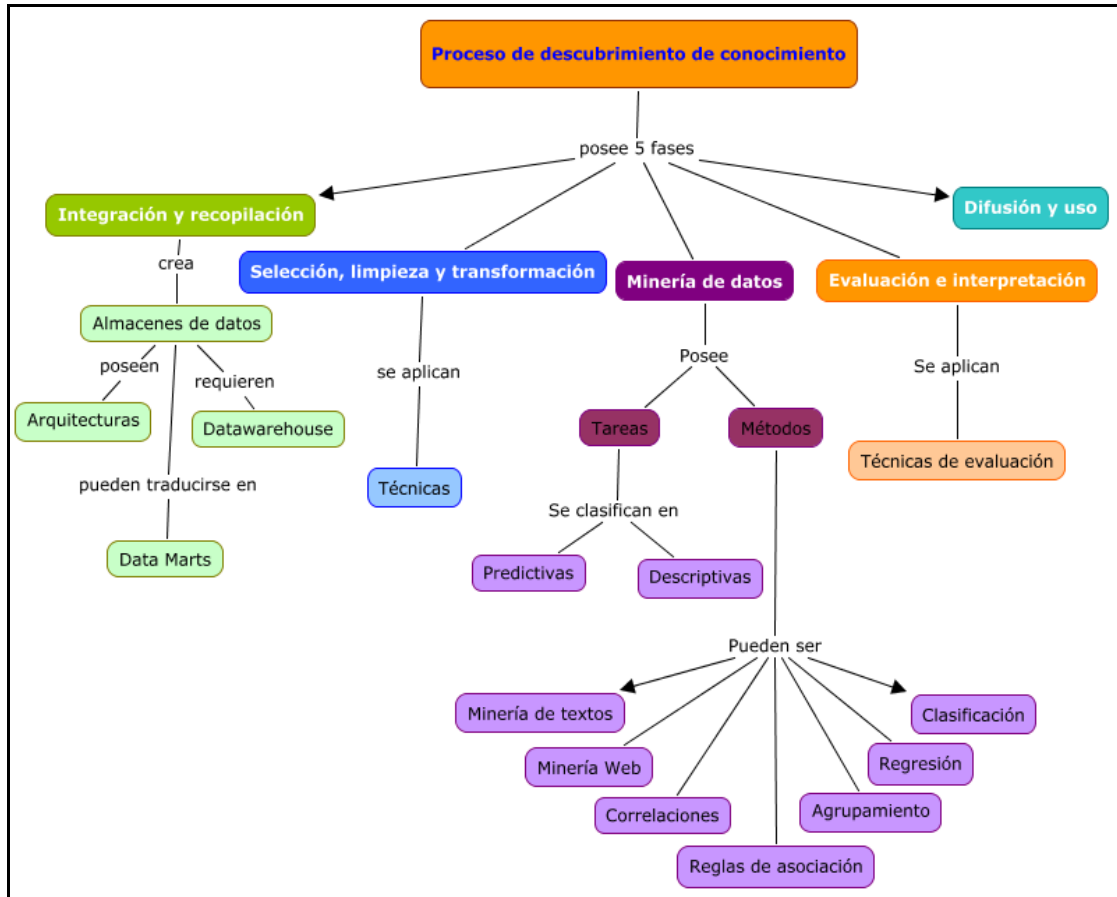 Proceso de descubrimiento de conocimiento
posee 5 fases
Integración y recopilación
Difusión y uso
Selección, limpieza y transformación
Minería de datos
Evaluación e interpretación
crea
Almacenes de datos
poseen
requieren
Arquitecturas
Datawarehouse
pueden traducirse en
Data Marts
se aplican
Técnicas
Posee
Tareas
Métodos
Se clasifican en
Predictivas
Descriptivas
Se aplican
Técnicas de evaluación
Pueden ser
Minería de textos
Clasificación
Minería Web
Regresión
Correlaciones
Agrupamiento
Reglas de asociación